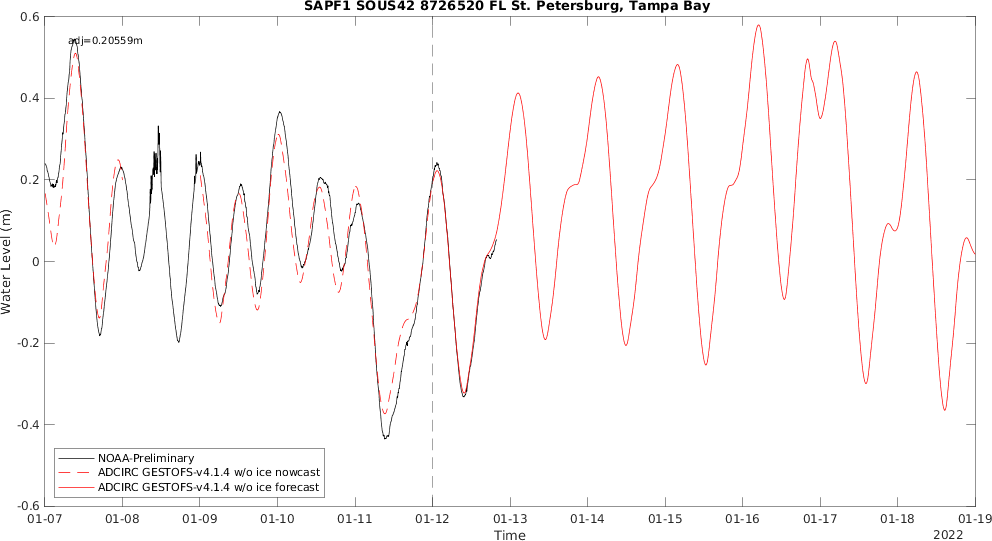 SAPF1 SOUS42 8726520 FL St. Petersburg, Tampa Bay
adj=0.20559m
0.6
0.4
0.2
0
-0.2
-0.4
-0.6
Water Level (m)
NOAA-Preliminary
ADCIRC GESTOFS-v4.1.4 w/o ice nowcast
ADCIRC GESTOFS-v4.1.4 w/o ice forecast
01-07 01-08 01-09 01-10 01-11 01-12 01-13 01-14 01-15 01-16 01-17 01-18 01-19
Time
2022